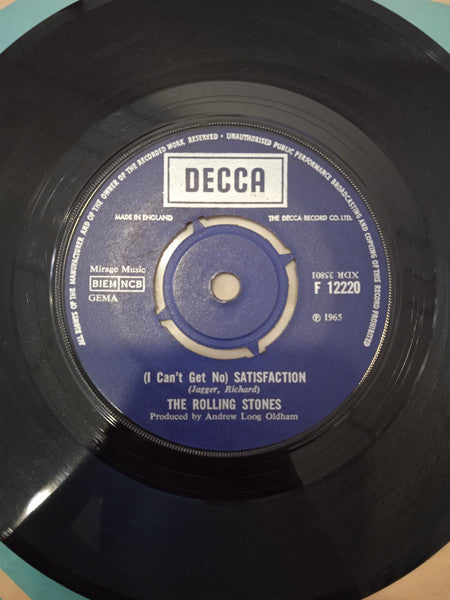 ALL RIGHTS OF THE MANUFACTURER AND OF THE OWNER OF THE RECORDED WORK RESERVED • UNAUTHORISED PUBLIC PERFORMANCE BROADCASTING AND COPYING OF THIS RECORD PROHIBITED
DECCA
MADE IN ENGLAND
THE DECCA RECORD CO. LTD.
Mirage Music
BIEM NCB
GEMA
XDR 35801
F 12220
℗ 1965
(I Can't Get No) SATISFACTION
(Jagger, Richard)
THE ROLLING STONES
Produced by Andrew Loog Oldham